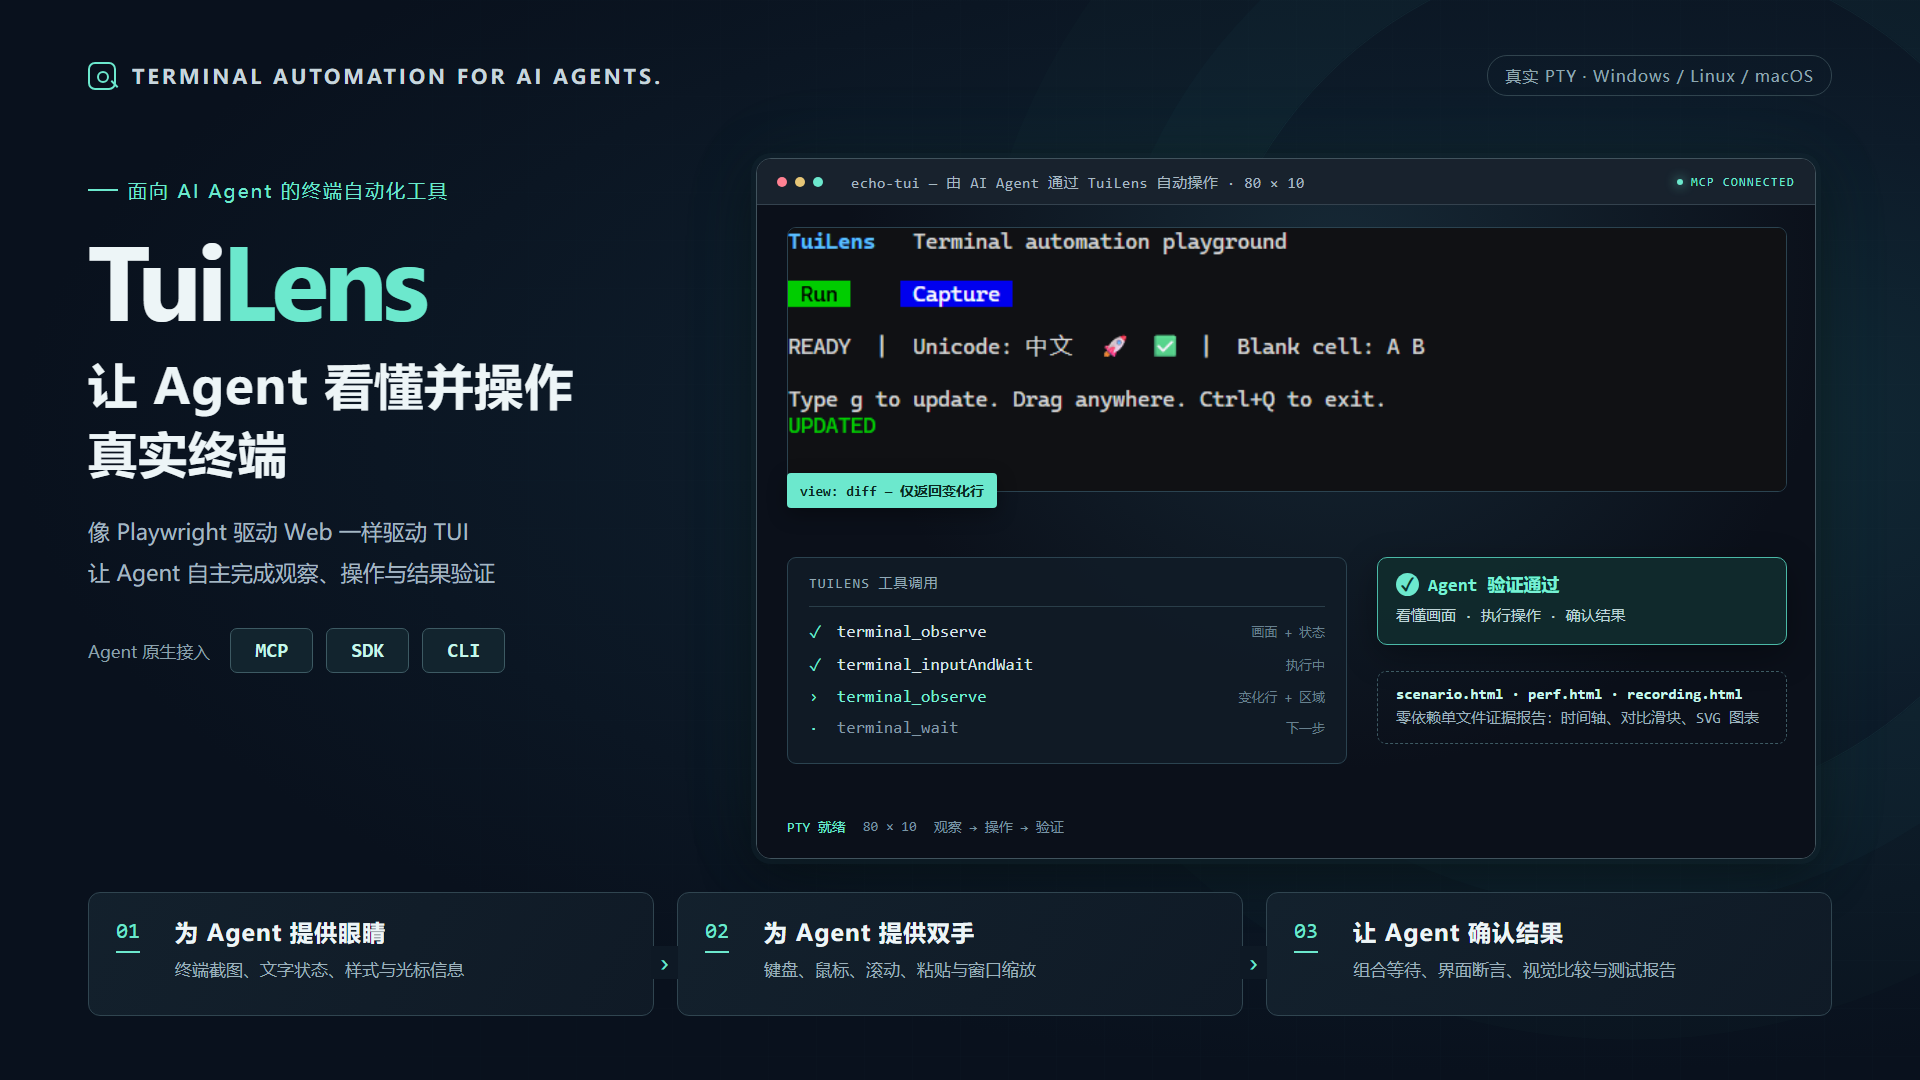 TERMINAL AUTOMATION FOR AI AGENTS.
真实 PTY · Windows / Linux / macOS
面向 AI Agent 的终端自动化工具
TuiLens
让 Agent 看懂并操作
真实终端
像 Playwright 驱动 Web 一样驱动 TUI
让 Agent 自主完成观察、操作与结果验证
Agent 原生接入 MCP SDK CLI
echo-tui — 由 AI Agent 通过 TuiLens 自动操作 · 80 × 10
MCP CONNECTED
TuiLens Terminal automation playground
Run Capture
READY | Unicode: 中文 🚀 ✅ | Blank cell: A B
Type g to update. Drag anywhere. Ctrl+Q to exit.
UPDATED
view: diff — 仅返回变化行
TUILENS 工具调用
✓ terminal_observe 画面 + 状态
✓ terminal_inputAndWait 执行中
› terminal_observe 变化行 + 区域
· terminal_wait 下一步
✓ Agent 验证通过
看懂画面 · 执行操作 · 确认结果
scenario.html · perf.html · recording.html
零依赖单文件证据报告: 时间轴、对比滑块、SVG 图表
PTY 就绪 80 × 10 观察 → 操作 → 验证
01 为 Agent 提供眼睛
终端截图、文字状态、样式与光标信息
›
02 为 Agent 提供双手
键盘、鼠标、滚动、粘贴与窗口缩放
›
03 让 Agent 确认结果
组合等待、界面断言、视觉比较与测试报告